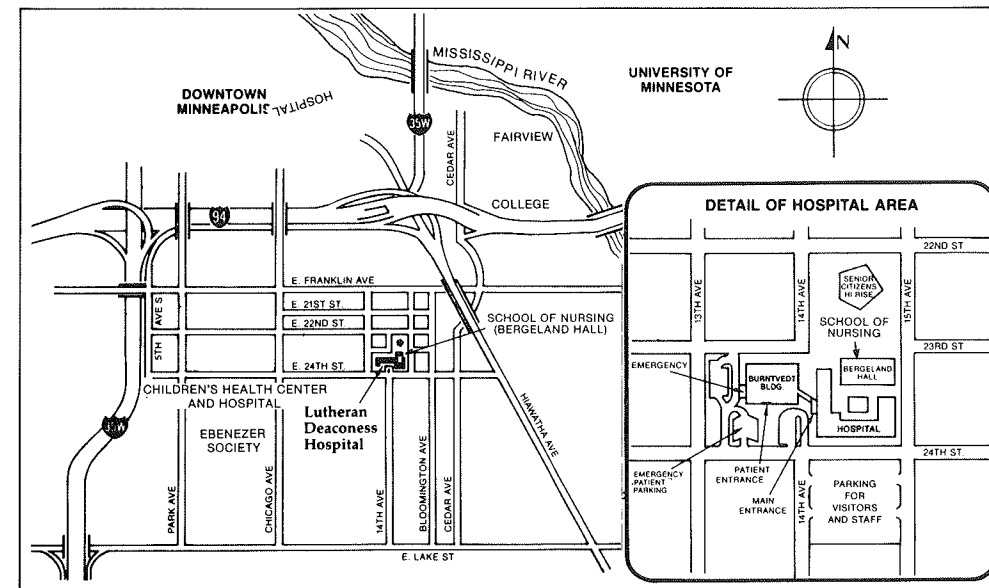 DOWNTOWN
MINNEAPOLIS
HOSPITAL
MISSISSIPPI RIVER
UNIVERSITY OF
MINNESOTA
N
35W
FAIRVIEW
CEDAR AVE
COLLEGE
94
E. FRANKLIN AVE
E. 21ST ST.
E. 22ND ST.
5TH AVE S
SCHOOL OF NURSING
(BERGELAND HALL)
E. 24TH ST.
CHILDREN'S HEALTH CENTER
AND HOSPITAL
Lutheran
Deaconess
Hospital
EBENEZER
SOCIETY
HIAWATHA AVE
PARK AVE
CHICAGO AVE
14TH AVE
BLOOMINGTON AVE
CEDAR AVE
E. LAKE ST
DETAIL OF HOSPITAL AREA
22ND ST
13TH AVE
14TH AVE
15TH AVE
SENIOR
CITIZENS
HI RISE
SCHOOL OF
NURSING
23RD ST
EMERGENCY
BURNTVEDT
BLDG.
BERGELAND
HALL
HOSPITAL
24TH ST.
EMERGENCY
PATIENT
PARKING
PATIENT
ENTRANCE
MAIN
ENTRANCE
14TH AVE
PARKING
FOR
VISITORS
AND STAFF